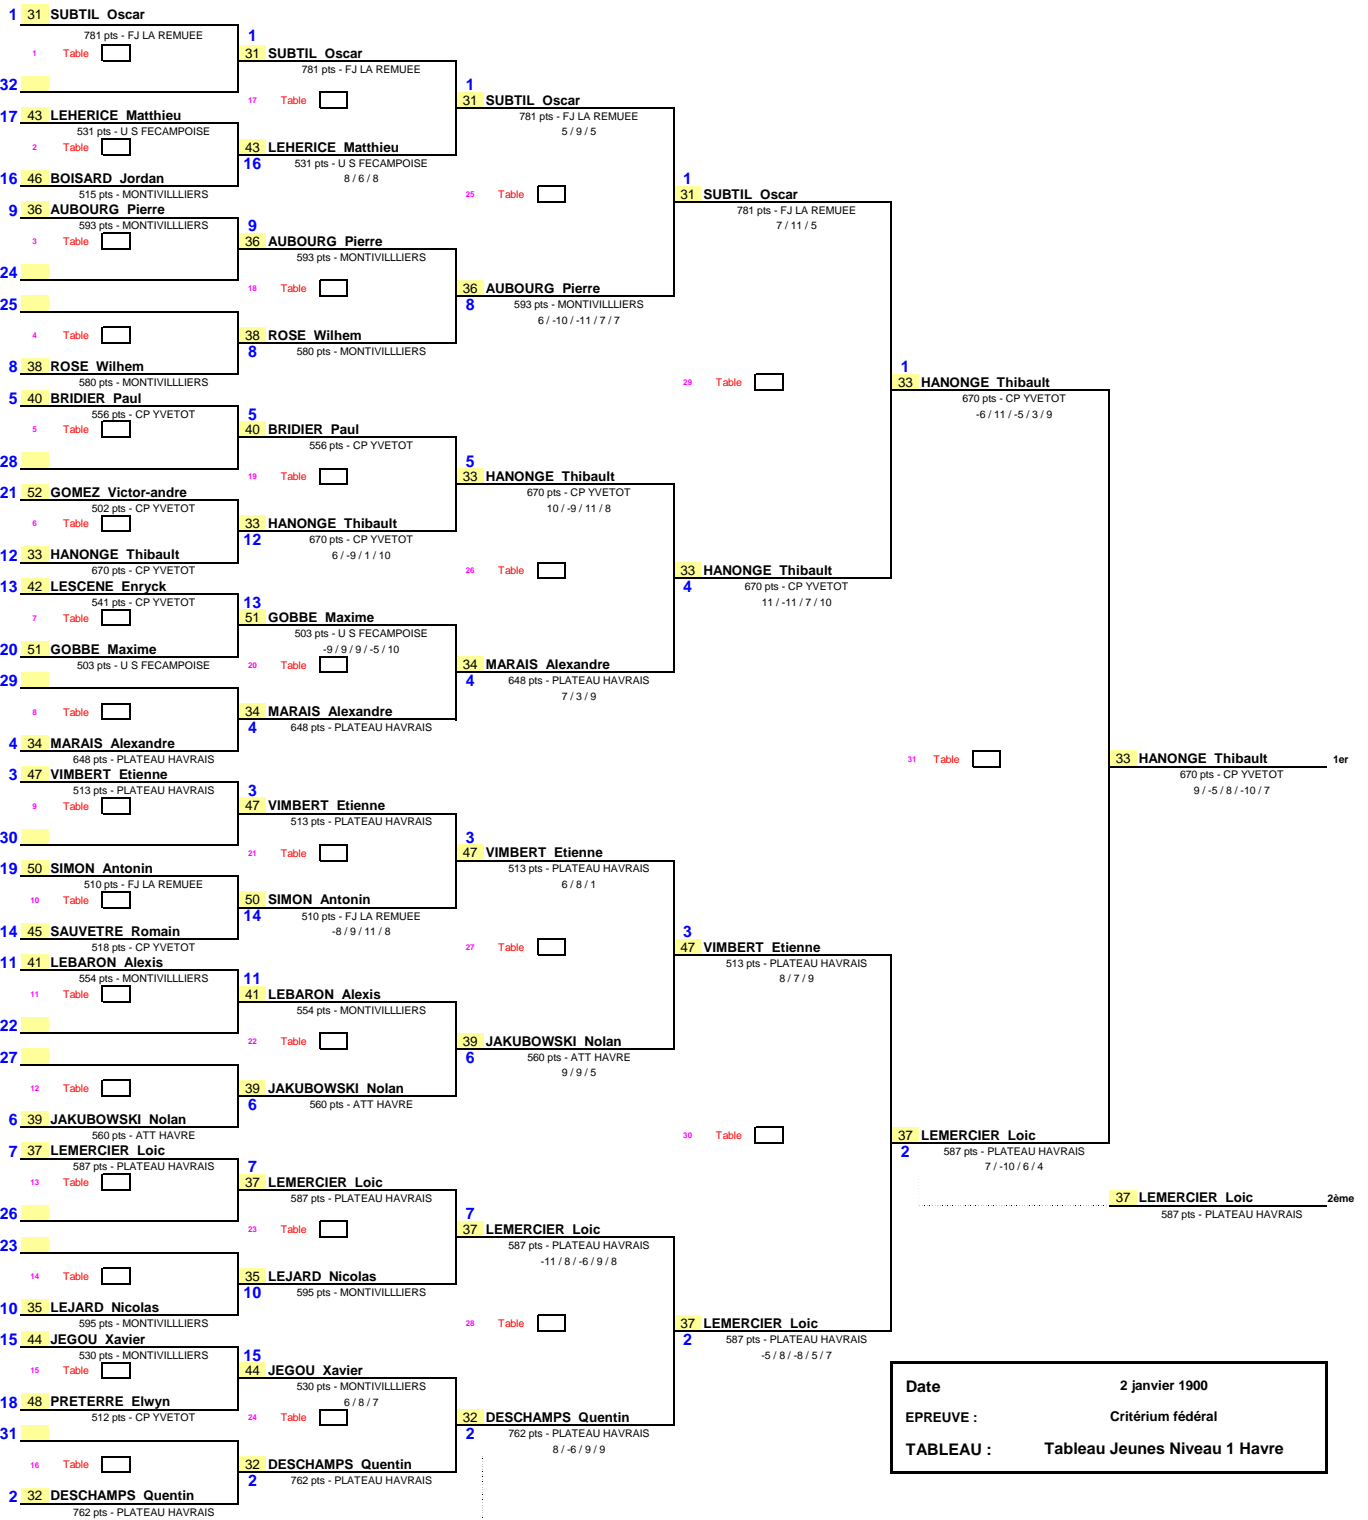 1 31 SUBTIL Oscar
781 pts - FJ LA REMUEE
1 Table
32
17 43 LEHERICE Matthieu
531 pts - U S FECAMPOISE
2 Table
16 46 BOISARD Jordan
515 pts - MONTIVILLLIERS
9 36 AUBOURG Pierre
593 pts - MONTIVILLLIERS
3 Table
24
25
4 Table
8 38 ROSE Wilhem
580 pts - MONTIVILLLIERS
5 40 BRIDIER Paul
556 pts - CP YVETOT
5 Table
28
21 52 GOMEZ Victor-andre
502 pts - CP YVETOT
6 Table
12 33 HANONGE Thibault
670 pts - CP YVETOT
13 42 LESCENE Enryck
541 pts - CP YVETOT
7 Table
20 51 GOBBE Maxime
503 pts - U S FECAMPOISE
29
8 Table
4 34 MARAIS Alexandre
648 pts - PLATEAU HAVRAIS
3 47 VIMBERT Etienne
513 pts - PLATEAU HAVRAIS
9 Table
30
19 50 SIMON Antonin
510 pts - FJ LA REMUEE
10 Table
14 45 SAUVETRE Romain
518 pts - CP YVETOT
11 41 LEBARON Alexis
554 pts - MONTIVILLLIERS
11 Table
22
27
12 Table
6 39 JAKUBOWSKI Nolan
560 pts - ATT HAVRE
7 37 LEMERCIER Loic
587 pts - PLATEAU HAVRAIS
13 Table
26
23
14 Table
10 35 LEJARD Nicolas
595 pts - MONTIVILLLIERS
15 44 JEGOU Xavier
530 pts - MONTIVILLLIERS
15 Table
18 48 PRETERRE Elwyn
512 pts - CP YVETOT
31
16 Table
2 32 DESCHAMPS Quentin
762 pts - PLATEAU HAVRAIS
1
31 SUBTIL Oscar
781 pts - FJ LA REMUEE
17 Table
43 LEHERICE Matthieu
16 531 pts - U S FECAMPOISE
8 / 6 / 8
9
36 AUBOURG Pierre
593 pts - MONTIVILLLIERS
18 Table
38 ROSE Wilhem
8 580 pts - MONTIVILLLIERS
5
40 BRIDIER Paul
556 pts - CP YVETOT
19 Table
33 HANONGE Thibault
12 670 pts - CP YVETOT
6 / -9 / 1 / 10
13
51 GOBBE Maxime
503 pts - U S FECAMPOISE
-9 / 9 / 9 / -5 / 10
20 Table
34 MARAIS Alexandre
4 648 pts - PLATEAU HAVRAIS
3
47 VIMBERT Etienne
513 pts - PLATEAU HAVRAIS
21 Table
50 SIMON Antonin
14 510 pts - FJ LA REMUEE
-8 / 9 / 11 / 8
11
41 LEBARON Alexis
554 pts - MONTIVILLLIERS
22 Table
39 JAKUBOWSKI Nolan
6 560 pts - ATT HAVRE
7
37 LEMERCIER Loic
587 pts - PLATEAU HAVRAIS
23 Table
35 LEJARD Nicolas
10 595 pts - MONTIVILLLIERS
15
44 JEGOU Xavier
530 pts - MONTIVILLLIERS
6 / 8 / 7
24 Table
32 DESCHAMPS Quentin
2 762 pts - PLATEAU HAVRAIS
1
31 SUBTIL Oscar
781 pts - FJ LA REMUEE
5 / 9 / 5
25 Table
36 AUBOURG Pierre
8 593 pts - MONTIVILLLIERS
6 / -10 / -11 / 7 / 7
5
33 HANONGE Thibault
670 pts - CP YVETOT
10 / -9 / 11 / 8
26 Table
34 MARAIS Alexandre
4 648 pts - PLATEAU HAVRAIS
7 / 3 / 9
3
47 VIMBERT Etienne
513 pts - PLATEAU HAVRAIS
6 / 8 / 1
27 Table
39 JAKUBOWSKI Nolan
6 560 pts - ATT HAVRE
9 / 9 / 5
7
37 LEMERCIER Loic
587 pts - PLATEAU HAVRAIS
-11 / 8 / -6 / 9 / 8
28 Table
32 DESCHAMPS Quentin
2 762 pts - PLATEAU HAVRAIS
8 / -6 / 9 / 9
1
31 SUBTIL Oscar
781 pts - FJ LA REMUEE
7 / 11 / 5
29 Table
33 HANONGE Thibault
4 670 pts - CP YVETOT
11 / -11 / 7 / 10
3
47 VIMBERT Etienne
513 pts - PLATEAU HAVRAIS
8 / 7 / 9
30 Table
37 LEMERCIER Loic
2 587 pts - PLATEAU HAVRAIS
-5 / 8 / -8 / 5 / 7
1
33 HANONGE Thibault
670 pts - CP YVETOT
-6 / 11 / -5 / 3 / 9
31 Table
37 LEMERCIER Loic
2 587 pts - PLATEAU HAVRAIS
7 / -10 / 6 / 4
33 HANONGE Thibault 1er
670 pts - CP YVETOT
9 / -5 / 8 / -10 / 7
37 LEMERCIER Loic 2ème
587 pts - PLATEAU HAVRAIS
Date 2 janvier 1900
EPREUVE : Critérium fédéral
TABLEAU : Tableau Jeunes Niveau 1 Havre